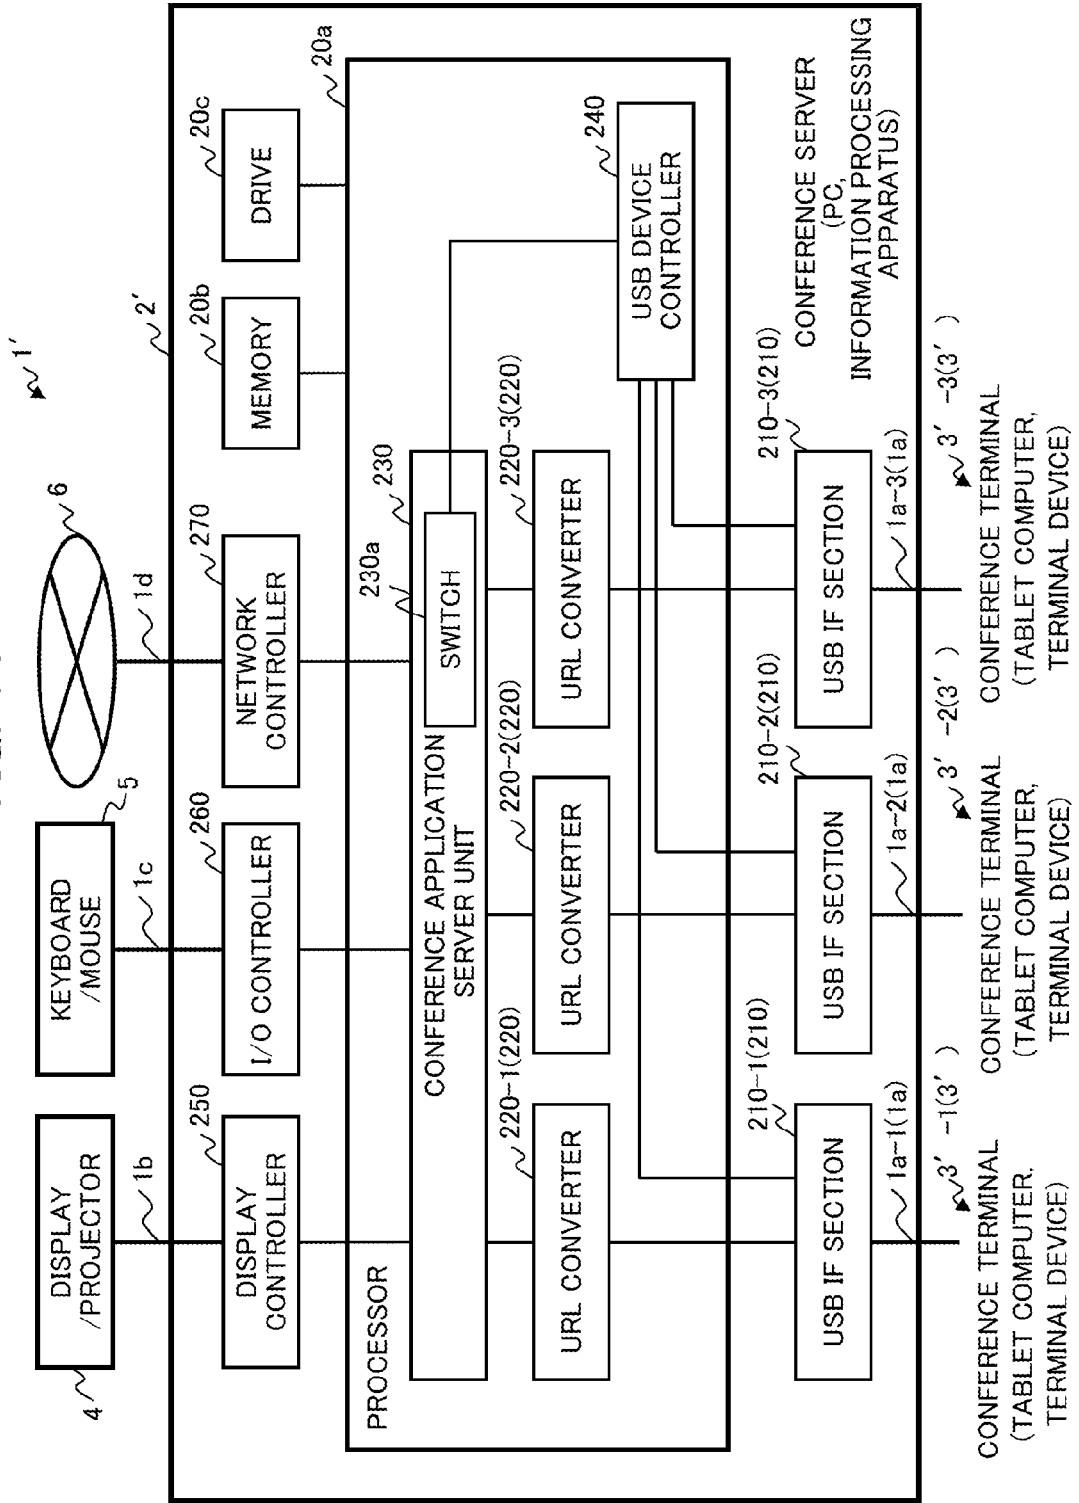 1′
DISPLAY
/PROJECTOR
4
KEYBOARD
/MOUSE
5
6
1b
1c
1d
2′
DISPLAY
CONTROLLER
250
I/O CONTROLLER
260
NETWORK
CONTROLLER
270
MEMORY
20b
DRIVE
20c
PROCESSOR
20a
CONFERENCE APPLICATION
SERVER UNIT
230
SWITCH
230a
URL CONVERTER
220-1(220)
URL CONVERTER
220-2(220)
URL CONVERTER
220-3(220)
USB DEVICE
CONTROLLER
240
USB IF SECTION
210-1(210)
USB IF SECTION
210-2(210)
USB IF SECTION
210-3(210)
CONFERENCE SERVER
(PC,
INFORMATION PROCESSING
APPARATUS)
1a-1(1a)
1a-2(1a)
1a-3(1a)
3′-1(3′)
3′-2(3′)
3′-3(3′)
CONFERENCE TERMINAL
(TABLET COMPUTER.
TERMINAL DEVICE)
CONFERENCE TERMINAL
(TABLET COMPUTER,
TERMINAL DEVICE)
CONFERENCE TERMINAL
(TABLET COMPUTER,
TERMINAL DEVICE)